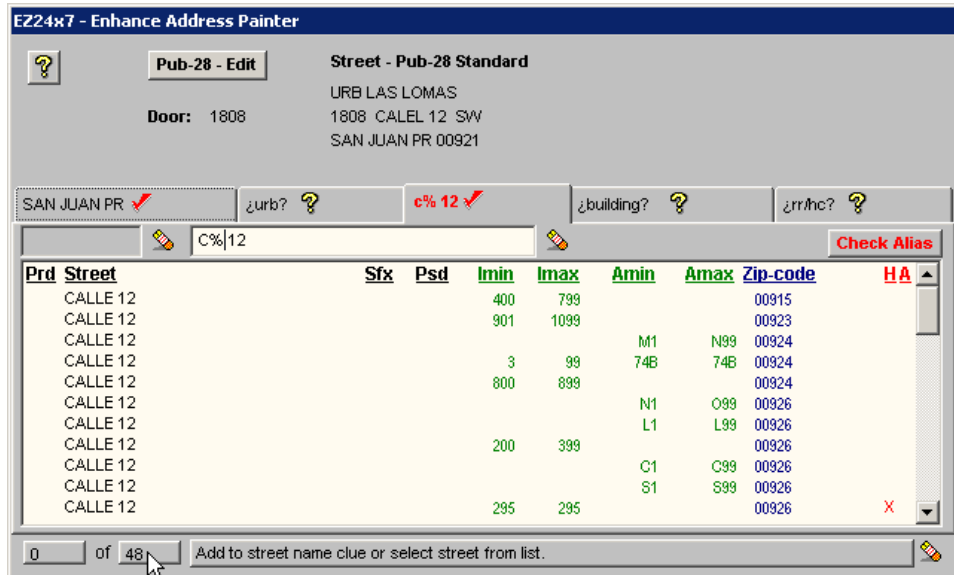 EZ24x7 - Enhance Address Painter
? Pub-28 - Edit Street - Pub-28 Standard
URB LAS LOMAS
Door: 1808 1808 CALEL 12 SW
SAN JUAN PR 00921
SAN JUAN PR ¿urb? ? c% 12 ¿building? ? ¿rr/hc? ?
C% 12 Check Alias
Prd Street Sfx Psd Imin Imax Amin Amax Zip-code H A
CALLE 12 400 799 00915
CALLE 12 901 1099 00923
CALLE 12 M1 N99 00924
CALLE 12 3 99 74B 74B 00924
CALLE 12 800 899 00924
CALLE 12 N1 O99 00926
CALLE 12 L1 L99 00926
CALLE 12 200 399 00926
CALLE 12 C1 C99 00926
CALLE 12 S1 S99 00926
CALLE 12 295 295 00926 X
0 of 48 Add to street name clue or select street from list.